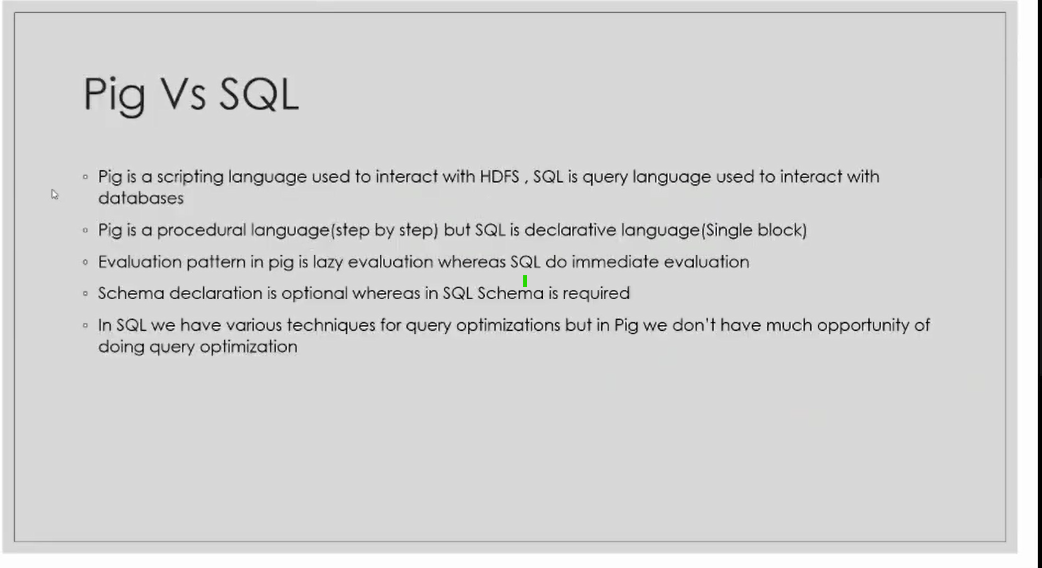 Pig Vs SQL
◦ Pig is a scripting language used to interact with HDFS , SQL is query language used to interact with
databases
◦ Pig is a procedural language(step by step) but SQL is declarative language(Single block)
◦ Evaluation pattern in pig is lazy evaluation whereas SQL do immediate evaluation
◦ Schema declaration is optional whereas in SQL Schema is required
◦ In SQL we have various techniques for query optimizations but in Pig we don't have much opportunity of
doing query optimization